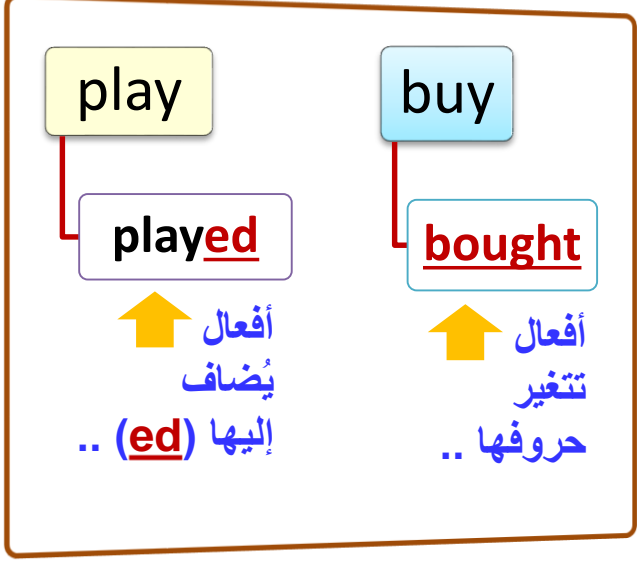 play
played
أفعال
يُضاف
إليها (ed) ..
buy
bought
أفعال
تتغير
حروفها ..